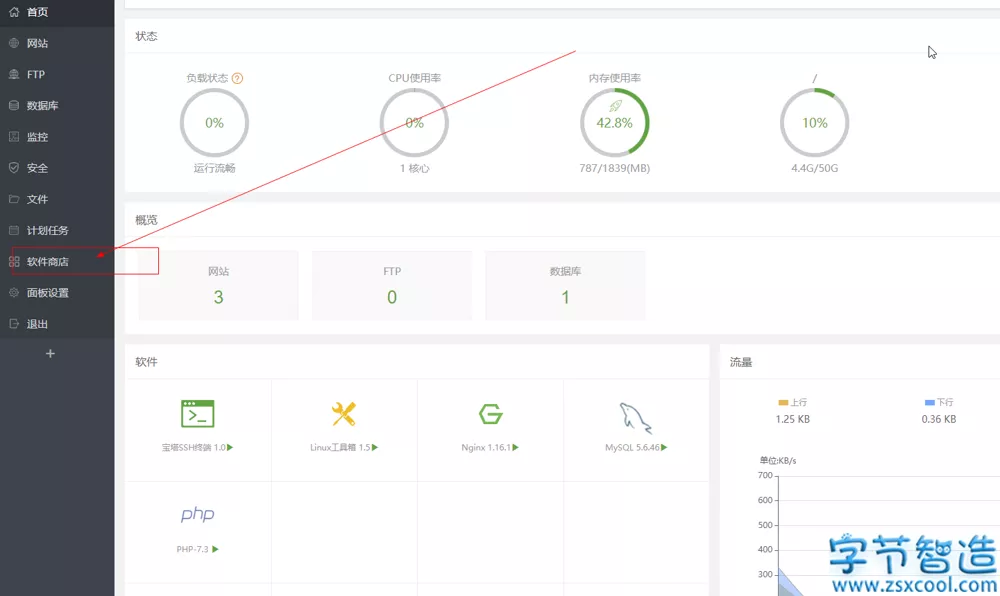 首页
网站
FTP
数据库
监控
安全
文件
计划任务
软件商店
面板设置
退出
+
状态
负载状态 ?
CPU使用率
内存使用率
/
0%
0%
42.8%
10%
运行流畅
1 核心
787/1839(MB)
4.4G/50G
概览
网站
FTP
数据库
3
0
1
软件
宝塔SSH终端 1.0
Linux工具箱 1.5
Nginx 1.16.1
MySQL 5.6.46
php
PHP-7.3
流量
上行
下行
1.25 KB
0.36 KB
单位:KB/s
700
600
500
400
300
字节智造
www.zsxcool.com